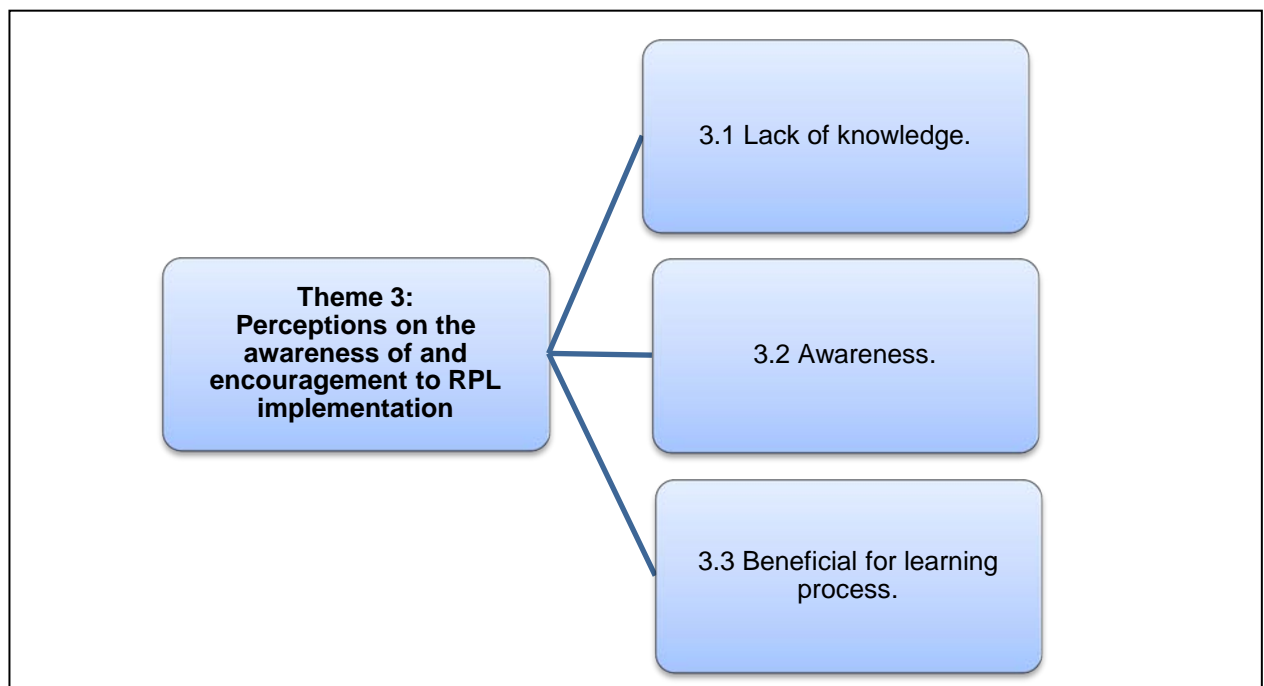 Theme 3:
Perceptions on the
awareness of and
encouragement to RPL
implementation
3.1 Lack of knowledge.
3.2 Awareness.
3.3 Beneficial for learning
process.